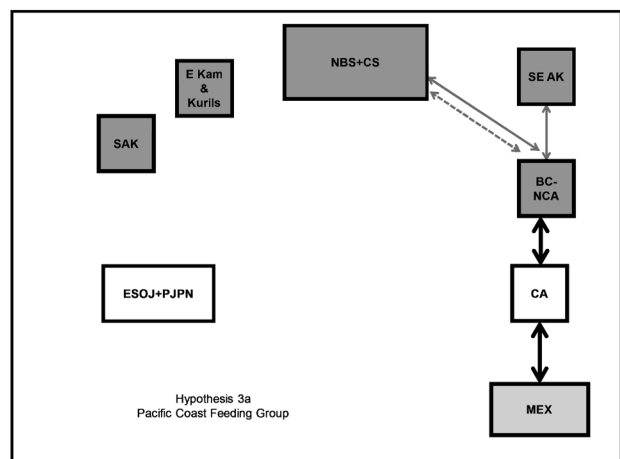 NBS+CS
SE AK
E Kam
&
Kurils
SAK
BC-
NCA
ESOJ+PJPN
CA
Hypothesis 3a
Pacific Coast Feeding Group
MEX